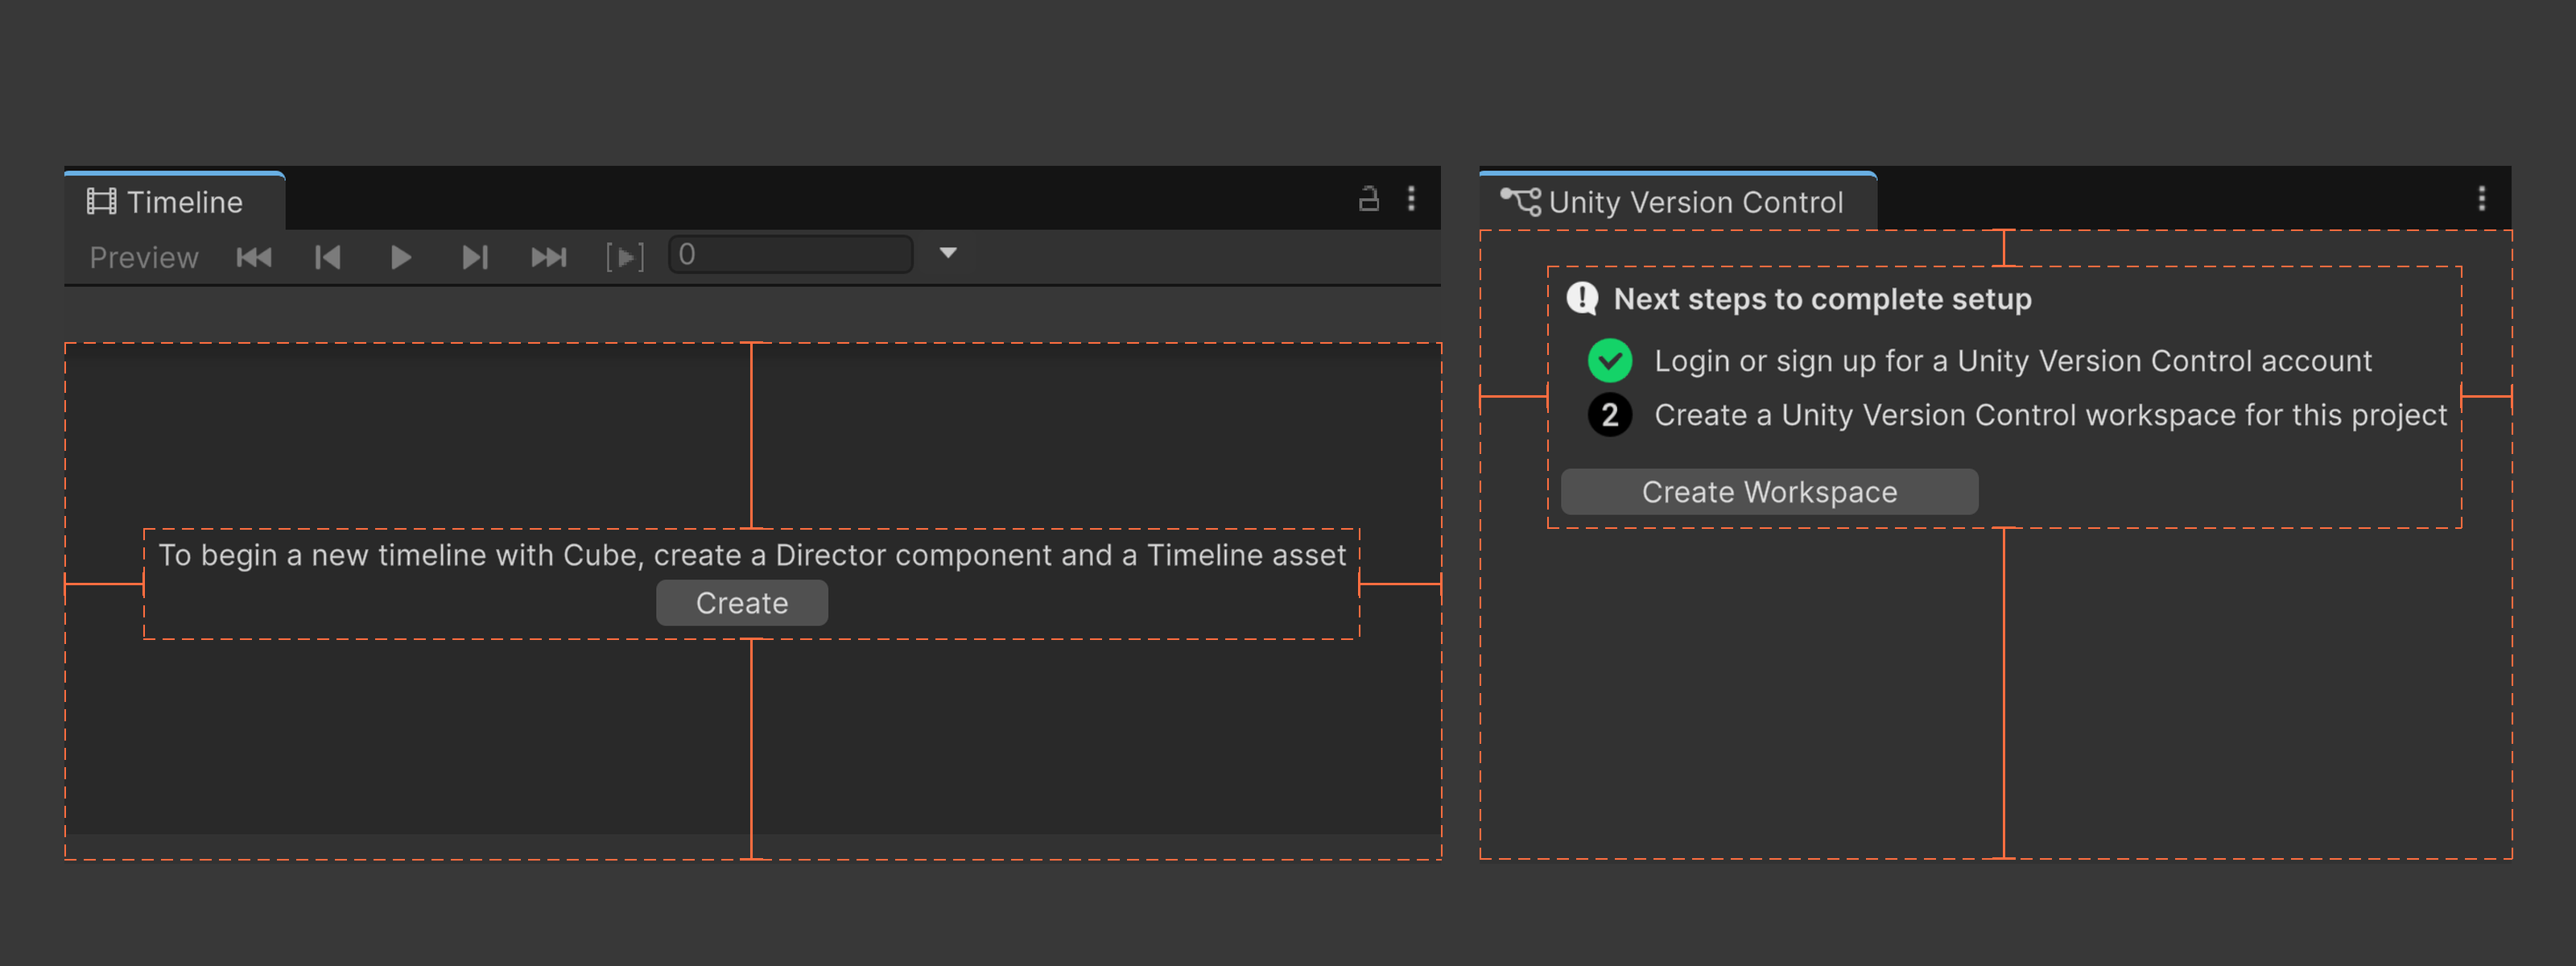 Timeline
Preview
0
To begin a new timeline with Cube, create a Director component and a Timeline asset
Create
Unity Version Control
Next steps to complete setup
Login or sign up for a Unity Version Control account
2 Create a Unity Version Control workspace for this project
Create Workspace